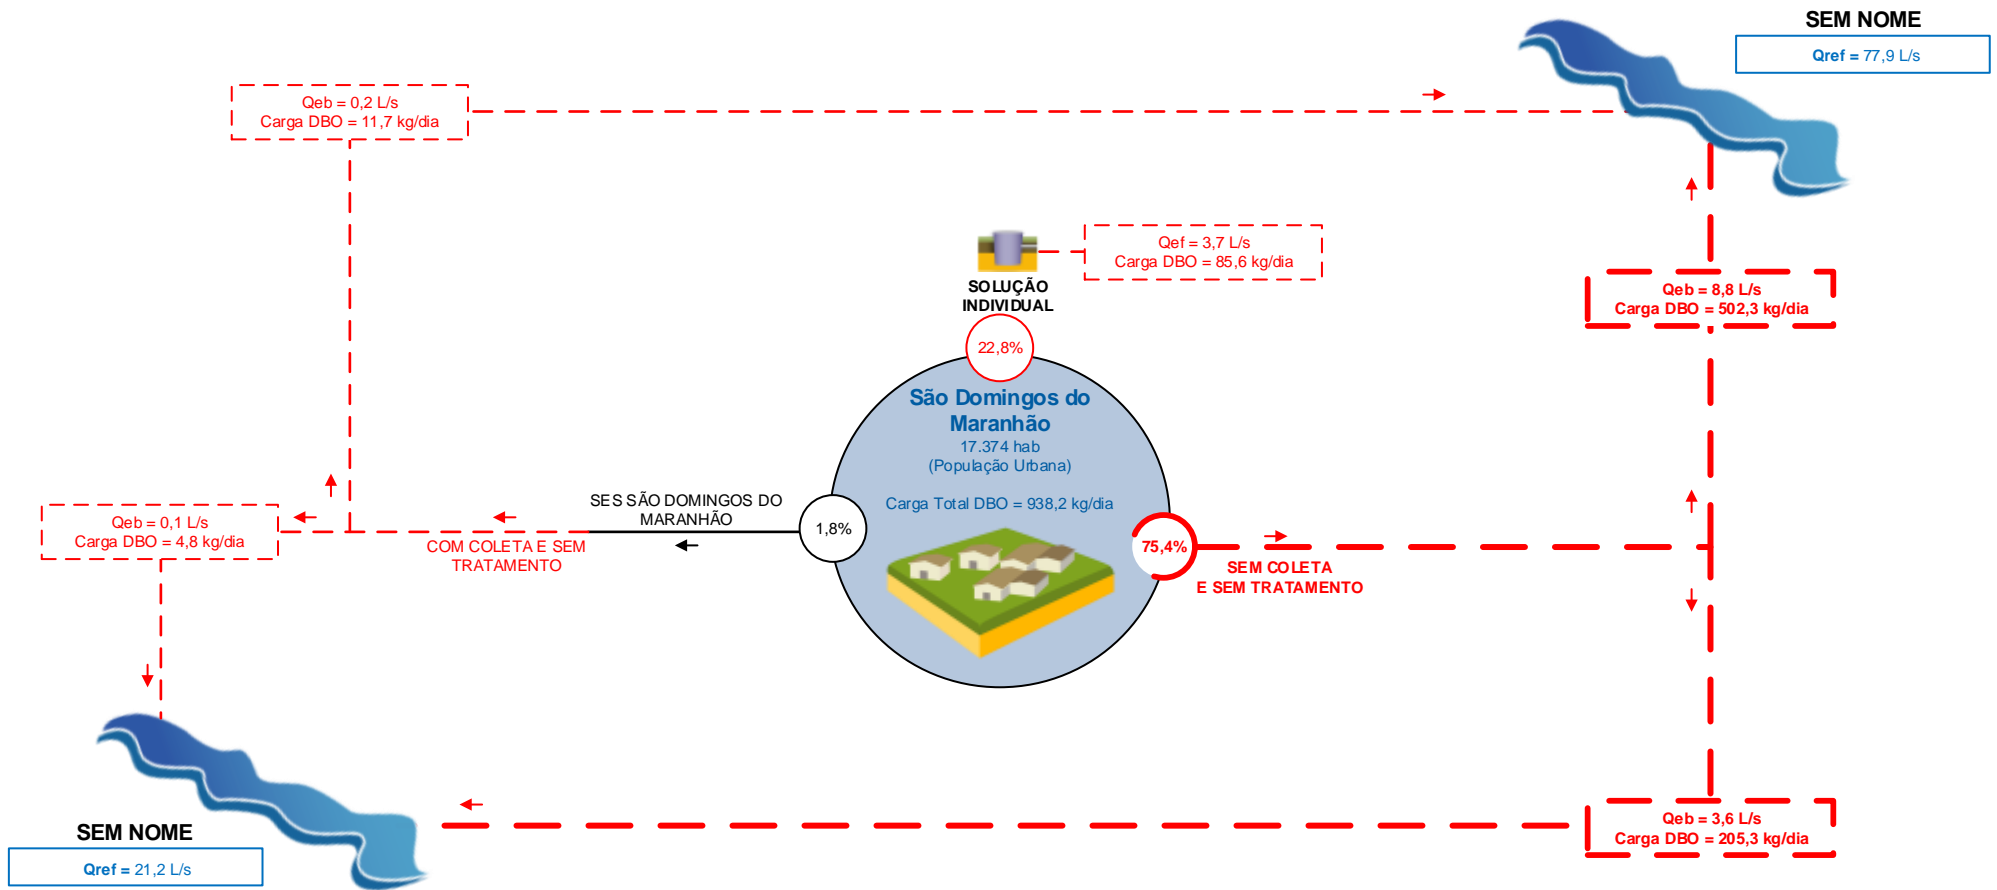 SEM NOME
Qref = 77,9 L/s
Qeb = 0,2 L/s
Carga DBO = 11,7 kg/dia
Qef = 3,7 L/s
Carga DBO = 85,6 kg/dia
SOLUÇÃO
INDIVIDUAL
22,8%
Qeb = 8,8 L/s
Carga DBO = 502,3 kg/dia
São Domingos do
Maranhão
17.374 hab
(População Urbana)
Carga Total DBO = 938,2 kg/dia
SES SÃO DOMINGOS DO
MARANHÃO
1,8%
Qeb = 0,1 L/s
Carga DBO = 4,8 kg/dia
COM COLETA E SEM
TRATAMENTO
75,4%
SEM COLETA
E SEM TRATAMENTO
SEM NOME
Qref = 21,2 L/s
Qeb = 3,6 L/s
Carga DBO = 205,3 kg/dia